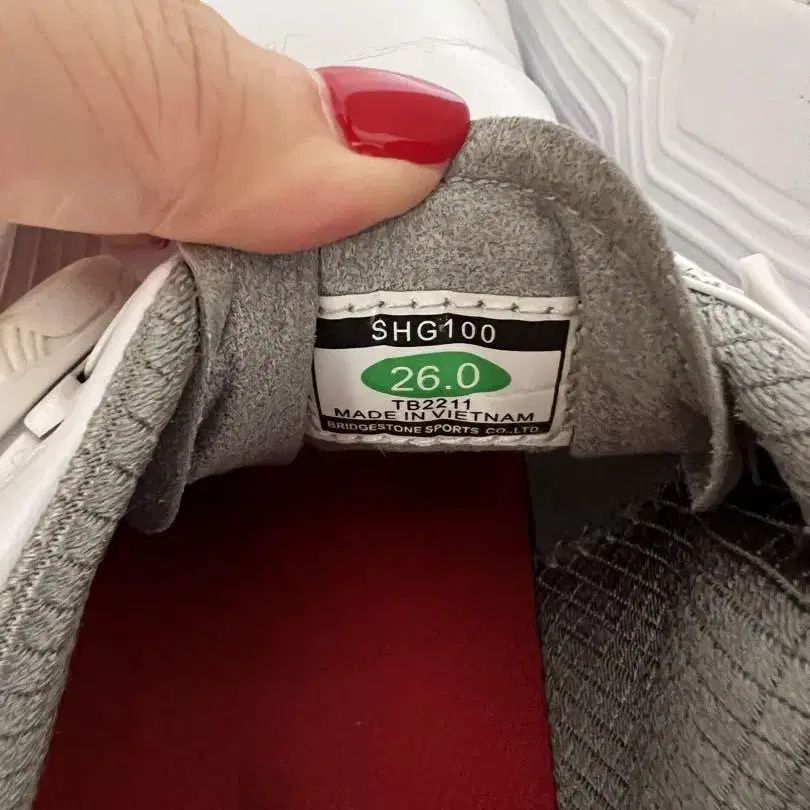 SHG100
26.0
TB2211
MADE IN VIETNAM
BRIDGESTONE SPORTS CO.,LTD.